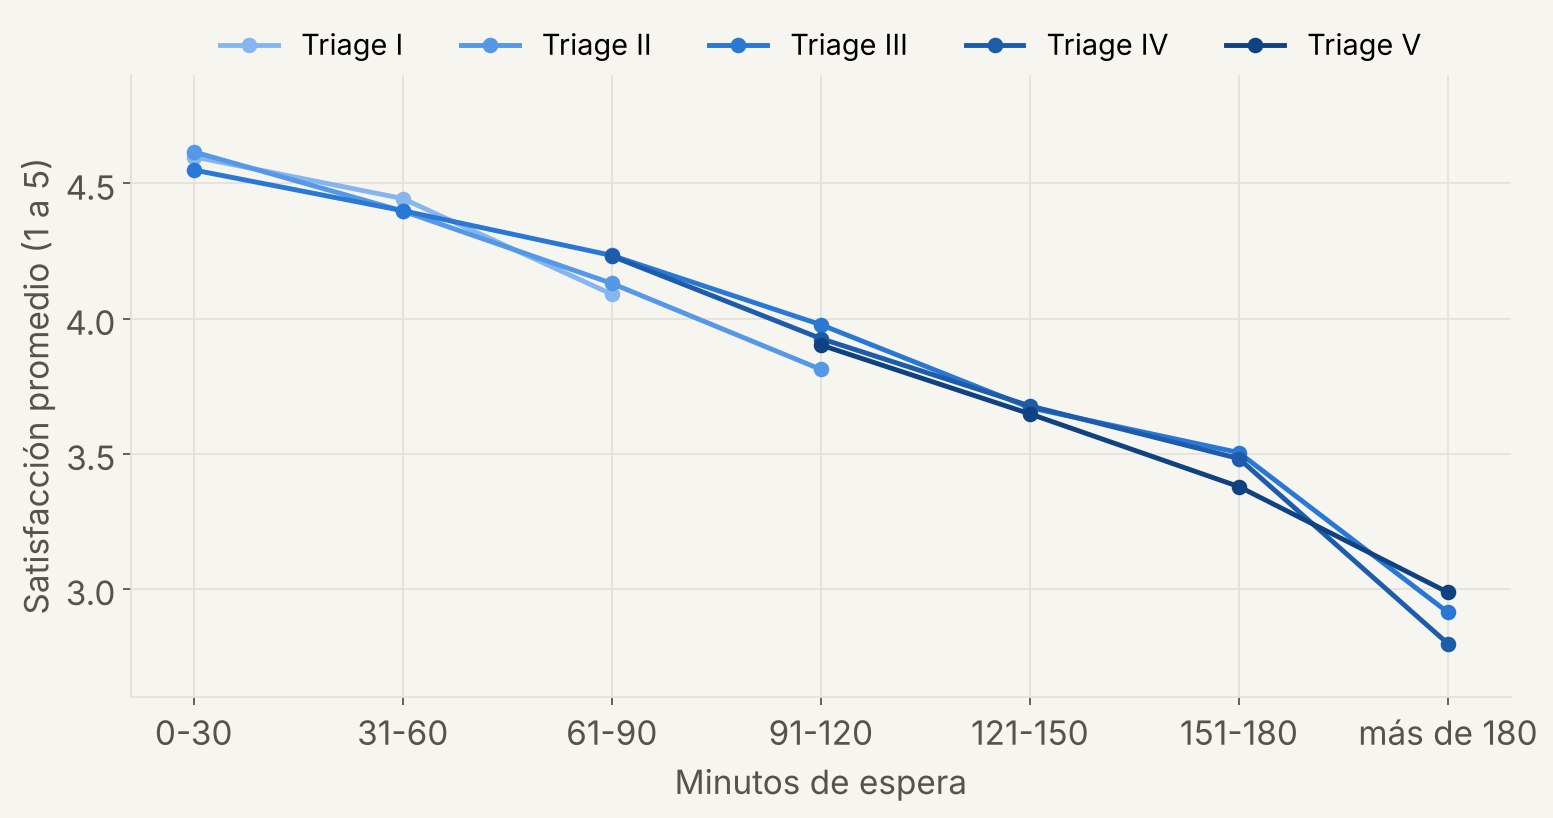 Triage I Triage II Triage III Triage IV Triage V
Satisfacción promedio (1 a 5)
4.5
4.0
3.5
3.0
0-30 31-60 61-90 91-120 121-150 151-180 más de 180
Minutos de espera